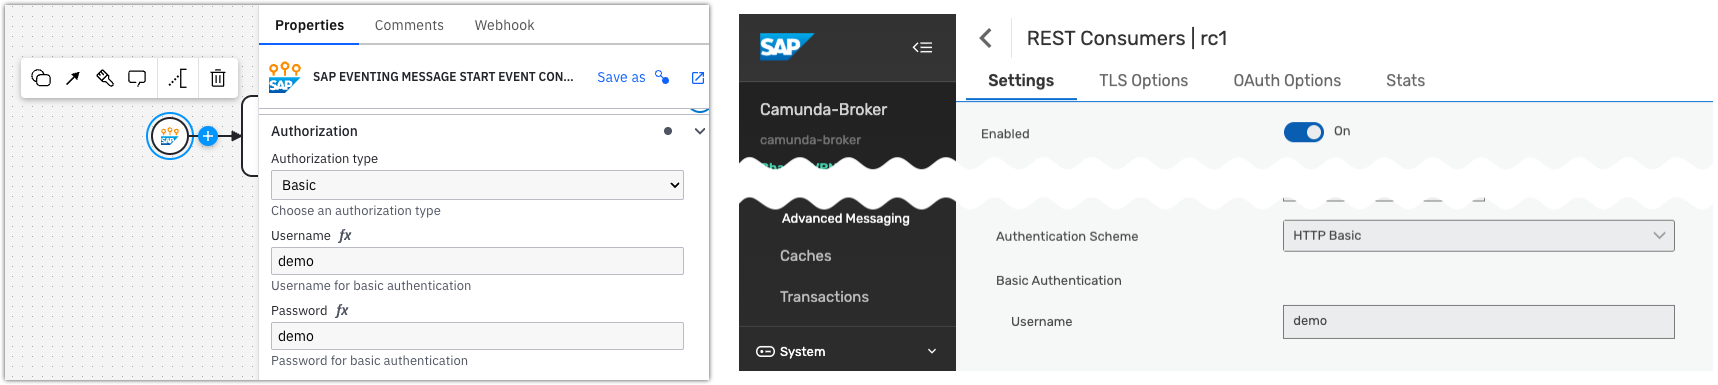 Properties
Comments
Webhook
SAP
SAP EVENTING MESSAGE START EVENT CON...
Save as
SAP
Authorization
Authorization type
Basic
Choose an authorization type
Username fx
demo
Username for basic authentication
Password fx
demo
Password for basic authentication
SAP
Camunda-Broker
camunda-broker
Advanced Messaging
Caches
Transactions
System
REST Consumers | rc1
Settings
TLS Options
OAuth Options
Stats
Enabled
On
Authentication Scheme
HTTP Basic
Basic Authentication
Username
demo